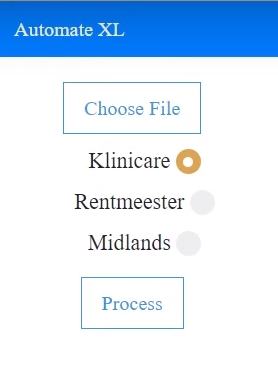 Automate XL
Choose File
Klinicare
Rentmeester
Midlands
Process